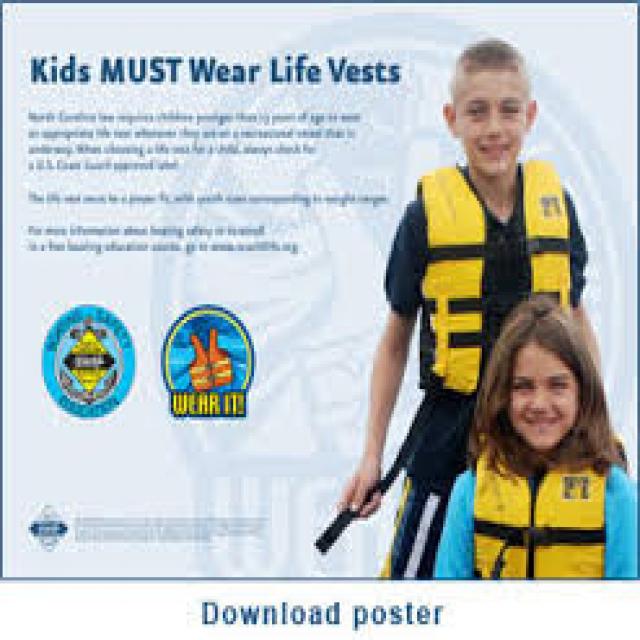 Kids MUST Wear Life Vests
North Carolina law requires children younger than 13 years of age to wear
an appropriate life vest whenever they are on a recreational vessel that is
underway. When choosing a life vest for a child, always check for
a U.S. Coast Guard approved label.
The life vest must be a proper fit, with youth sizes corresponding to weight ranges.
For more information about boating safety or to enroll
in a free boating education course, go to www.ncwildlife.org.
BOATING SAFETY
EDUCATION
WEAR IT!
Download poster